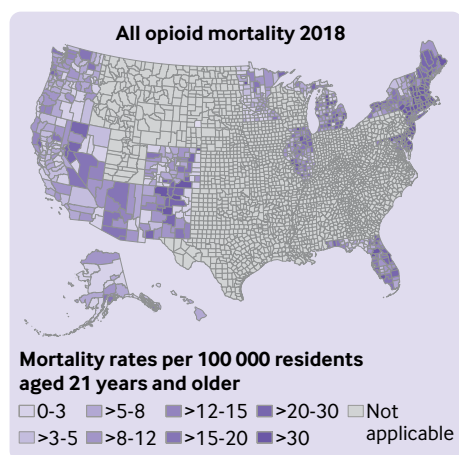 All opioid mortality 2018
Mortality rates per 100 000 residents
aged 21 years and older
0-3 >5-8 >12-15 >20-30 Not
>3-5 >8-12 >15-20 >30 applicable